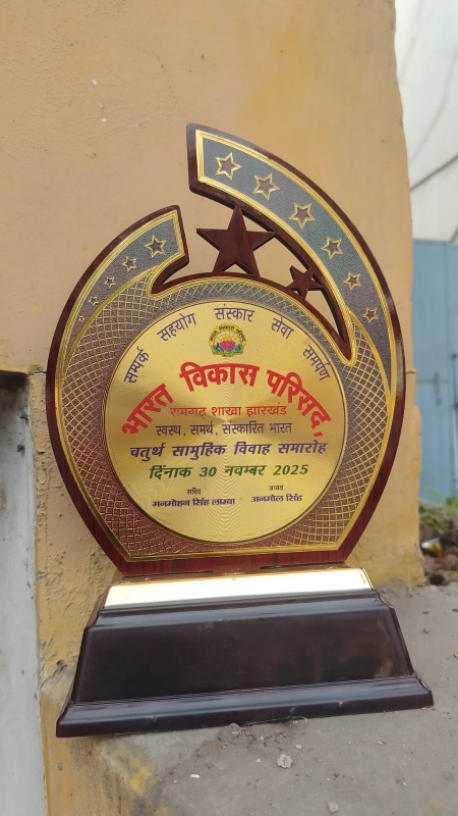 सम्पर्क सहयोग संस्कार सेवा समर्पण
भारत विकास परिसद्
रामगढ़ शाखा झारखंड
स्वस्थ, समर्थ, संस्कारित भारत
चतुर्थ सामुहिक विवाह समारोह
दिंनाक 30 नवम्बर 2025
सचिव अध्यक्ष
मनमोहन सिंह लाम्बा अनमोल सिंह